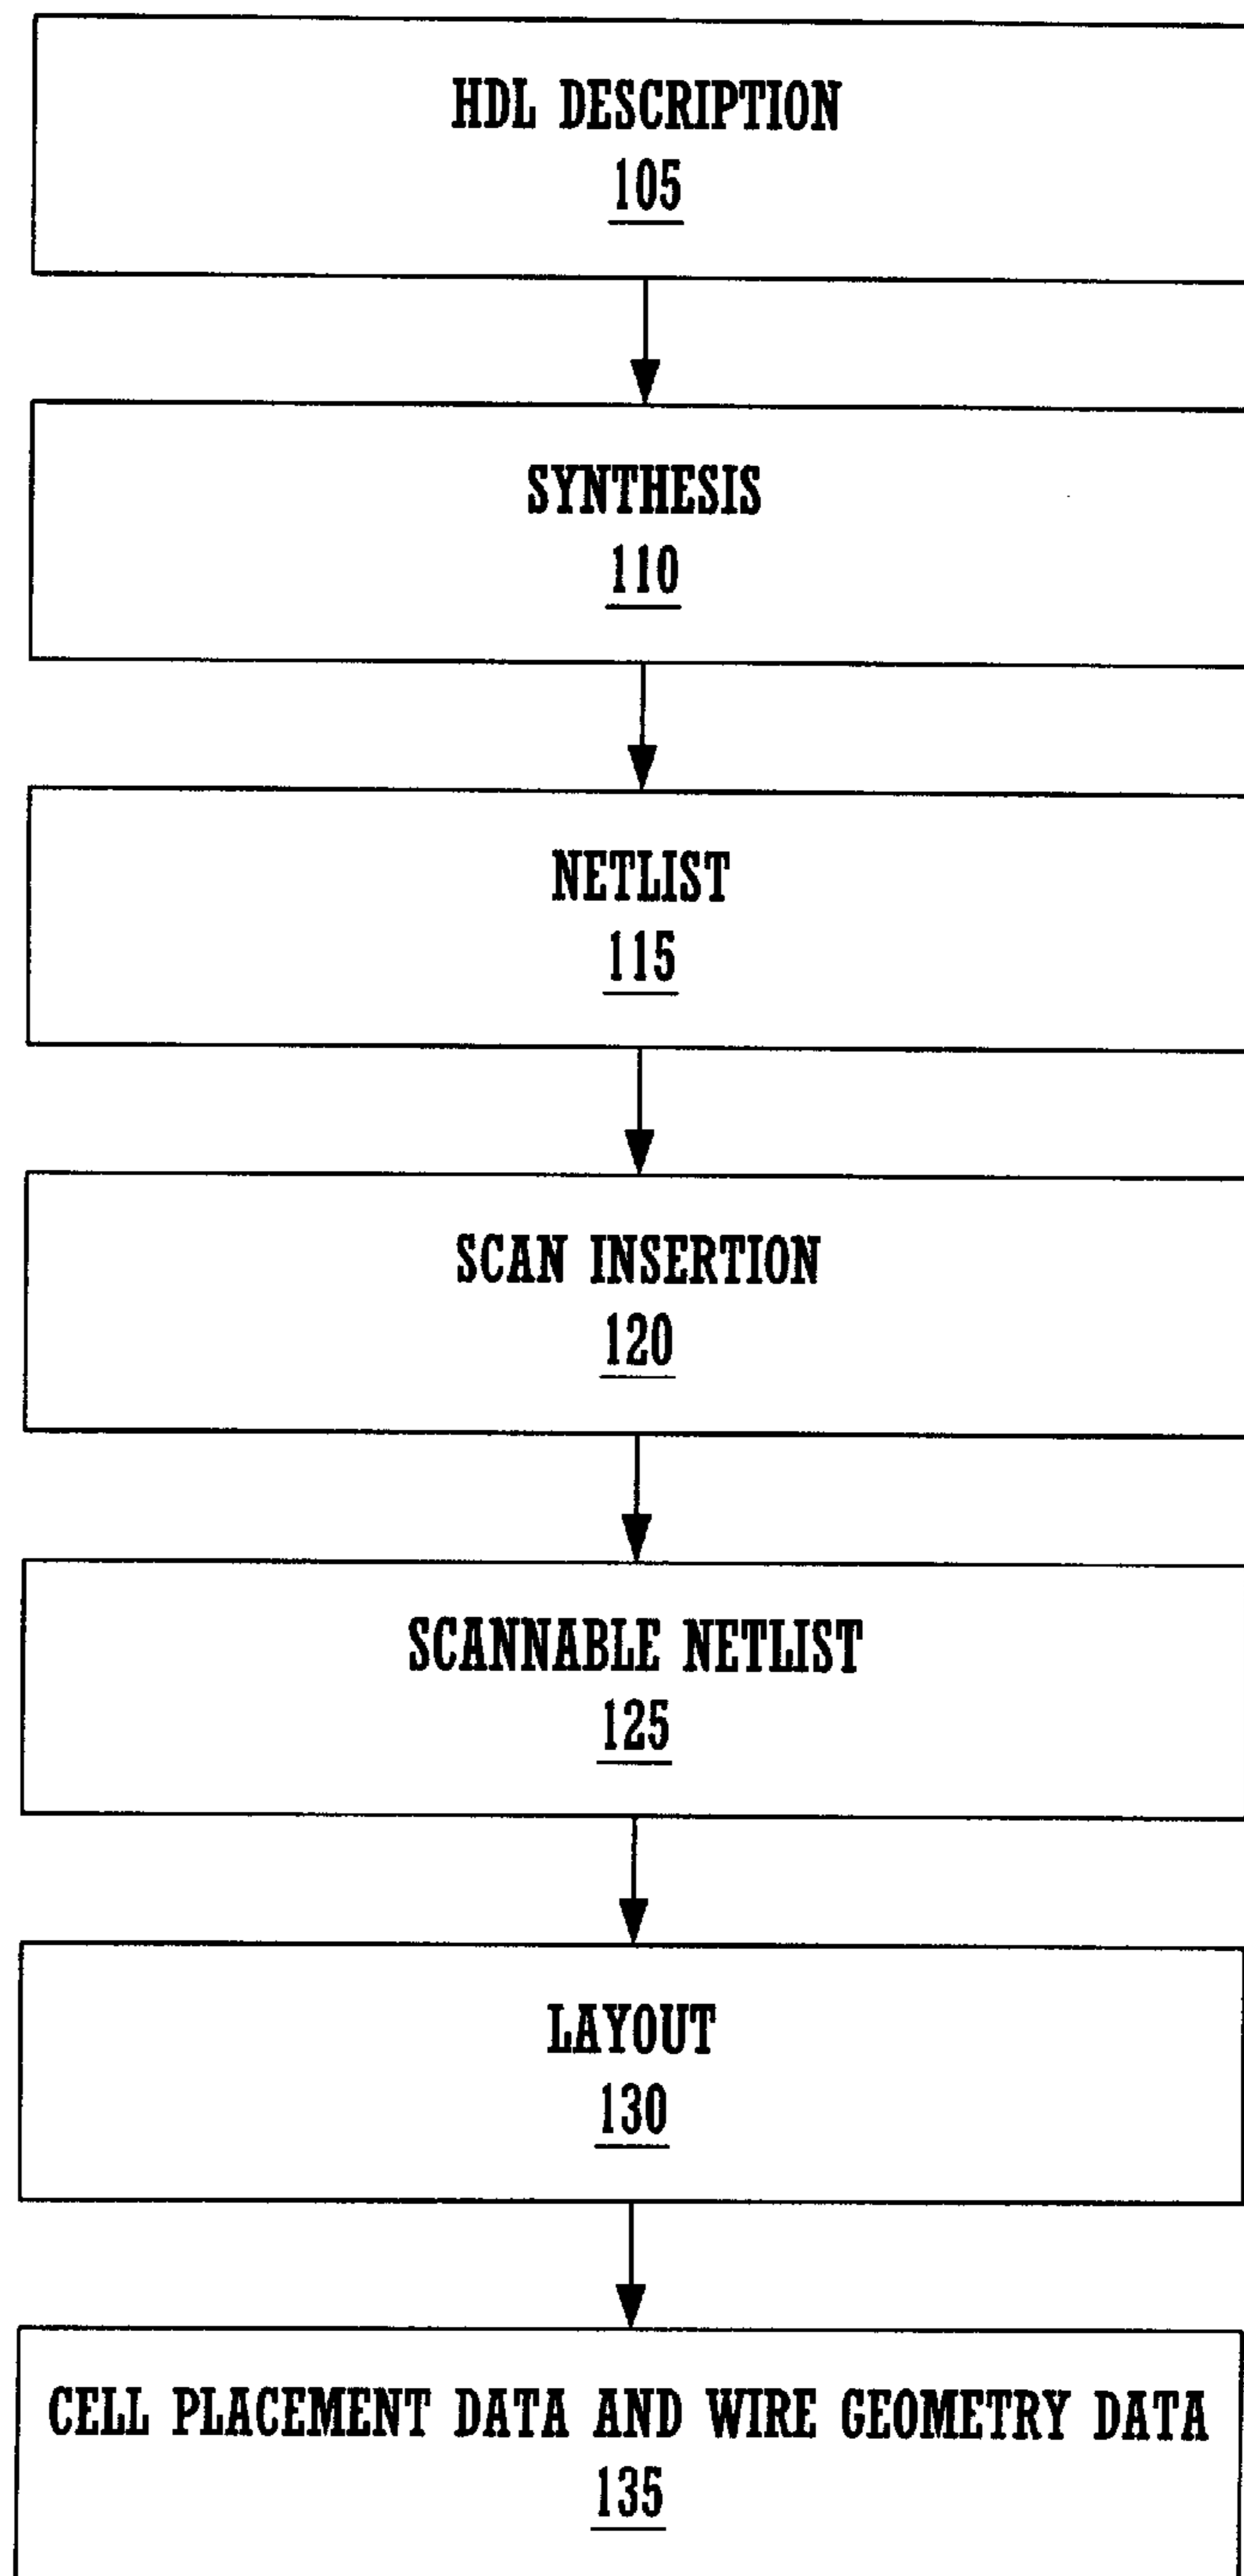 HDL DESCRIPTION
105
SYNTHESIS
110
NETLIST
115
SCAN INSERTION
120
SCANNABLE NETLIST
125
LAYOUT
130
CELL PLACEMENT DATA AND WIRE GEOMETRY DATA
135